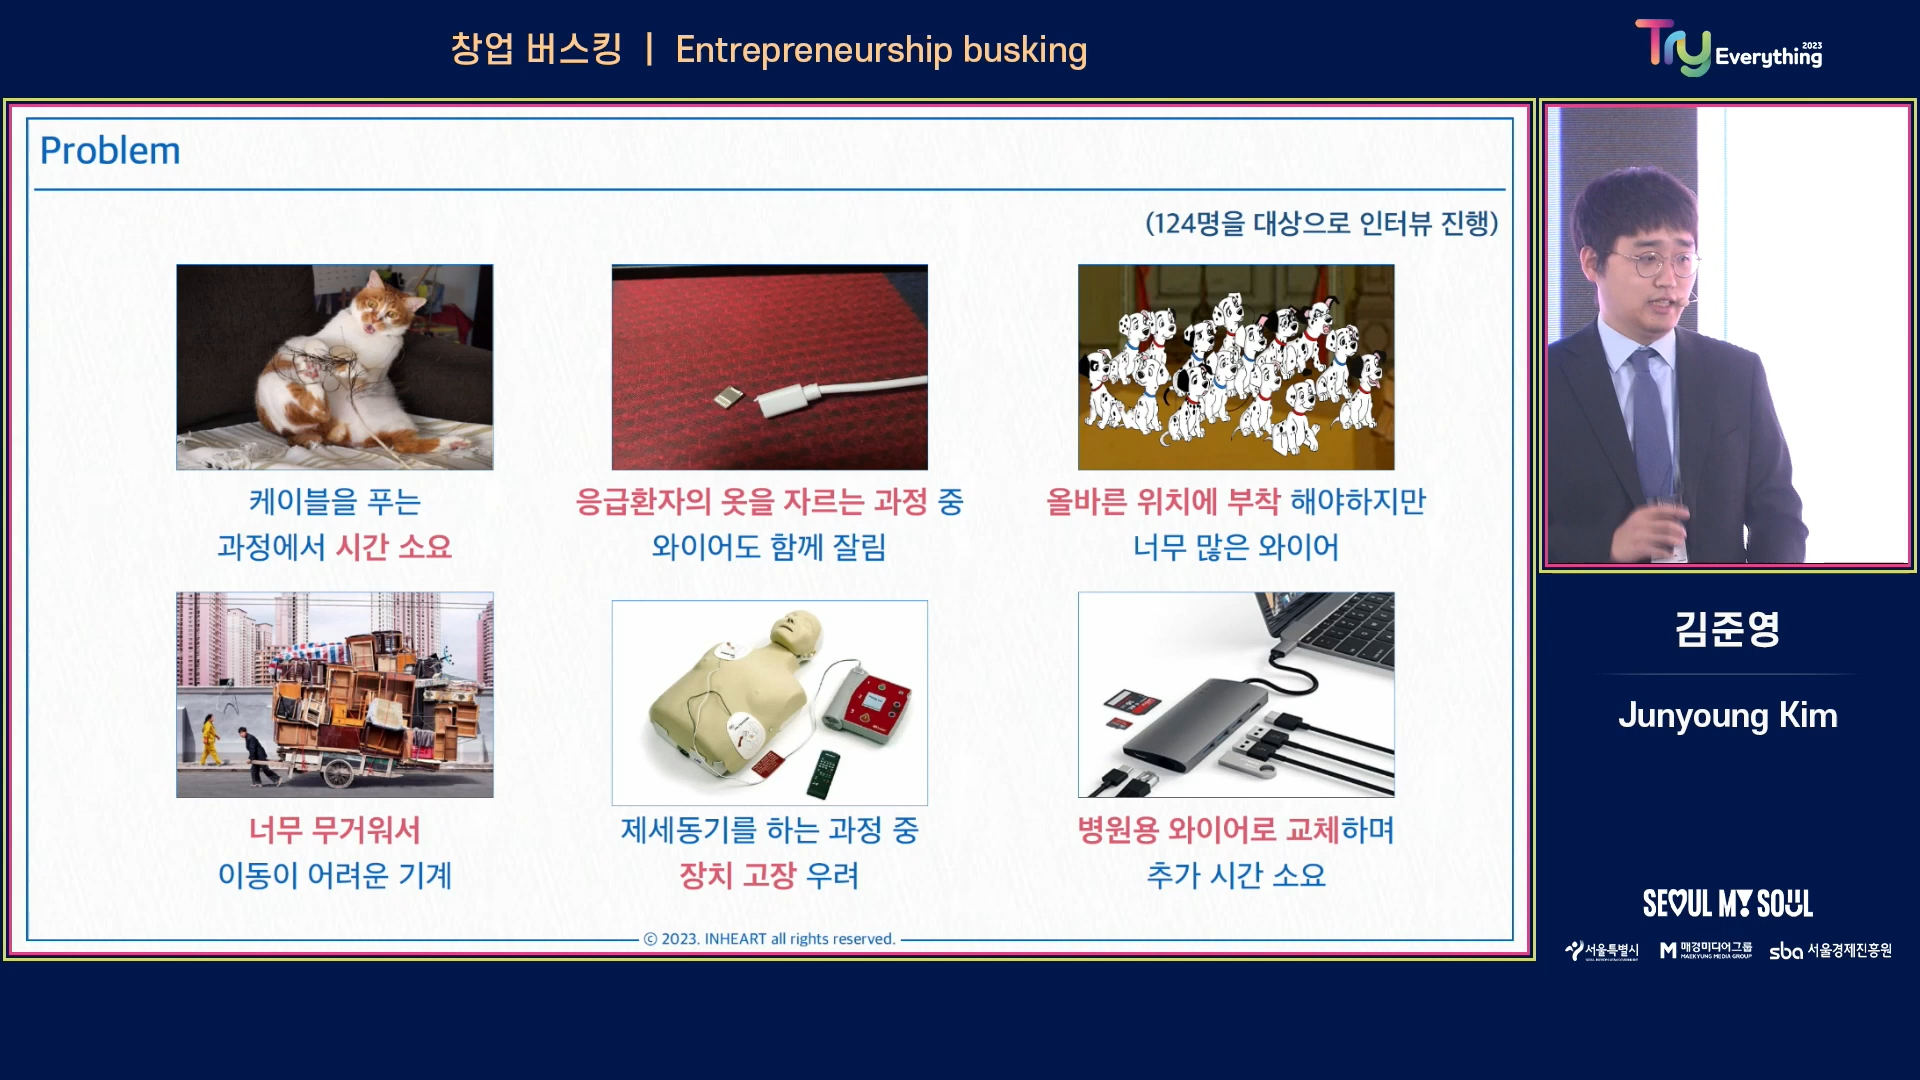 창업 버스킹 | Entrepreneurship busking
Try Everything 2023
Problem
(124명을 대상으로 인터뷰 진행)
케이블을 푸는
과정에서 시간 소요
응급환자의 옷을 자르는 과정 중
와이어도 함께 잘림
올바른 위치에 부착 해야하지만
너무 많은 와이어
너무 무거워서
이동이 어려운 기계
제세동기를 하는 과정 중
장치 고장 우려
병원용 와이어로 교체하며
추가 시간 소요
ⓒ 2023. INHEART all rights reserved.
김준영
Junyoung Kim
SEOUL MY SOUL
서울특별시
매경미디어그룹
MAEKYUNG MEDIA GROUP
sba 서울경제진흥원